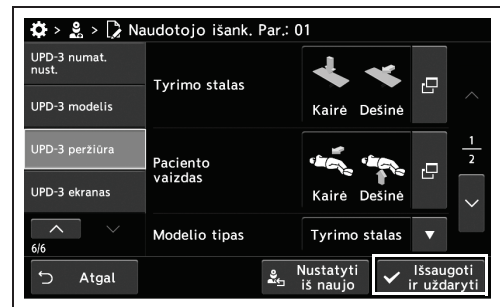 > > Naudotojo išank. Par.: 01
UPD-3 numat.
nust.
UPD-3 modelis
UPD-3 peržiūra
UPD-3 ekranas
6/6
Tyrimo stalas
Kairė Dešinė
Paciento
vaizdas
Kairė Dešinė
Modelio tipas
Tyrimo stalas
1
2
Atgal
Nustatyti
iš naujo
Išsaugoti
ir uždaryti